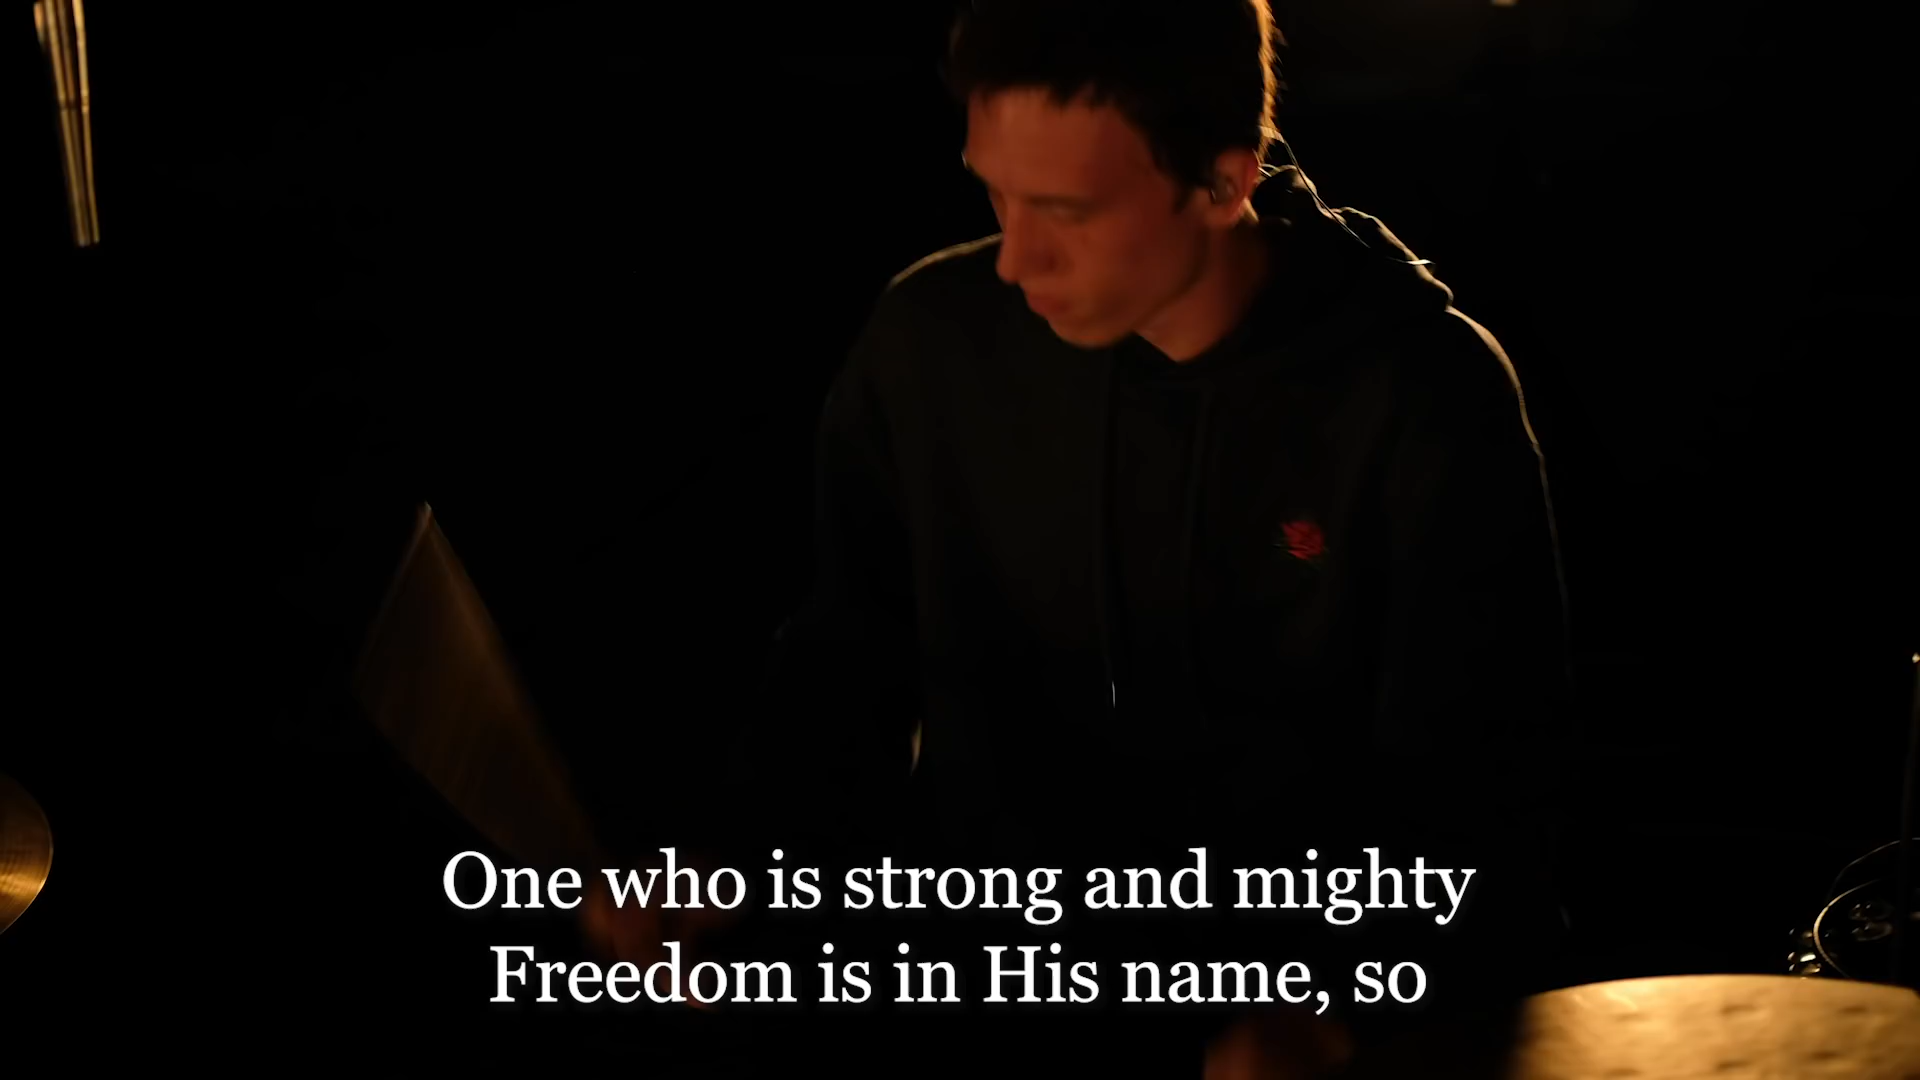 One who is strong and mighty
Freedom is in His name, so